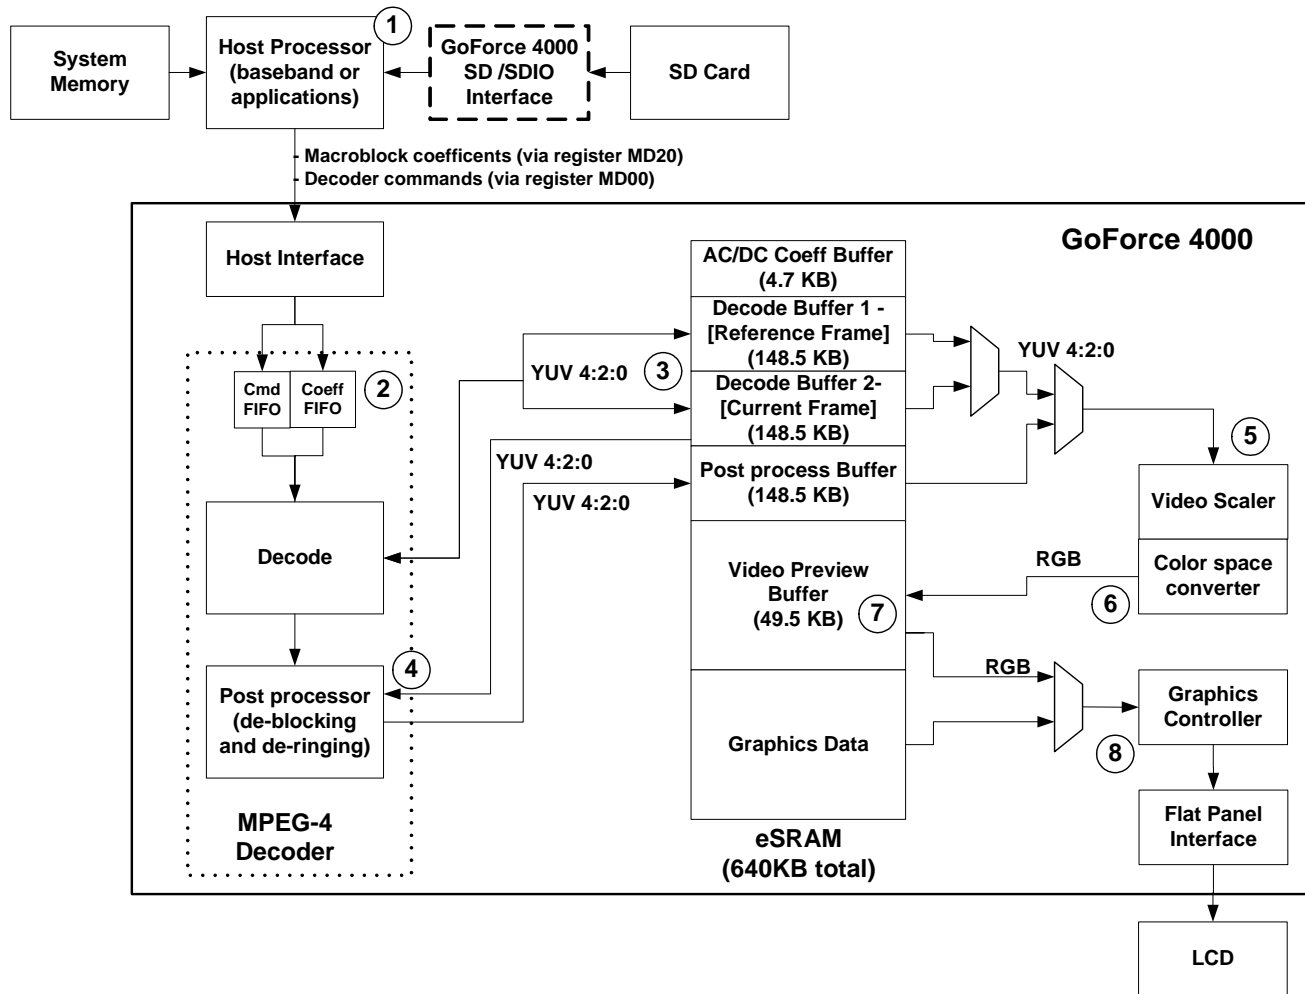 System
Memory
Host Processor
(baseband or
applications)
1
GoForce 4000
SD /SDIO
Interface
SD Card
- Macroblock coefficents (via register MD20)
- Decoder commands (via register MD00)
GoForce 4000
Host Interface
Cmd
FIFO
Coeff
FIFO
2
Decode
Post processor
(de-blocking
and de-ringing)
4
MPEG-4
Decoder
YUV 4:2:0
3
YUV 4:2:0
YUV 4:2:0
AC/DC Coeff Buffer
(4.7 KB)
Decode Buffer 1 -
[Reference Frame]
(148.5 KB)
Decode Buffer 2-
[Current Frame]
(148.5 KB)
Post process Buffer
(148.5 KB)
Video Preview
Buffer
(49.5 KB)
7
Graphics Data
eSRAM
(640KB total)
YUV 4:2:0
5
Video Scaler
Color space
converter
RGB
6
RGB
8
Graphics
Controller
Flat Panel
Interface
LCD